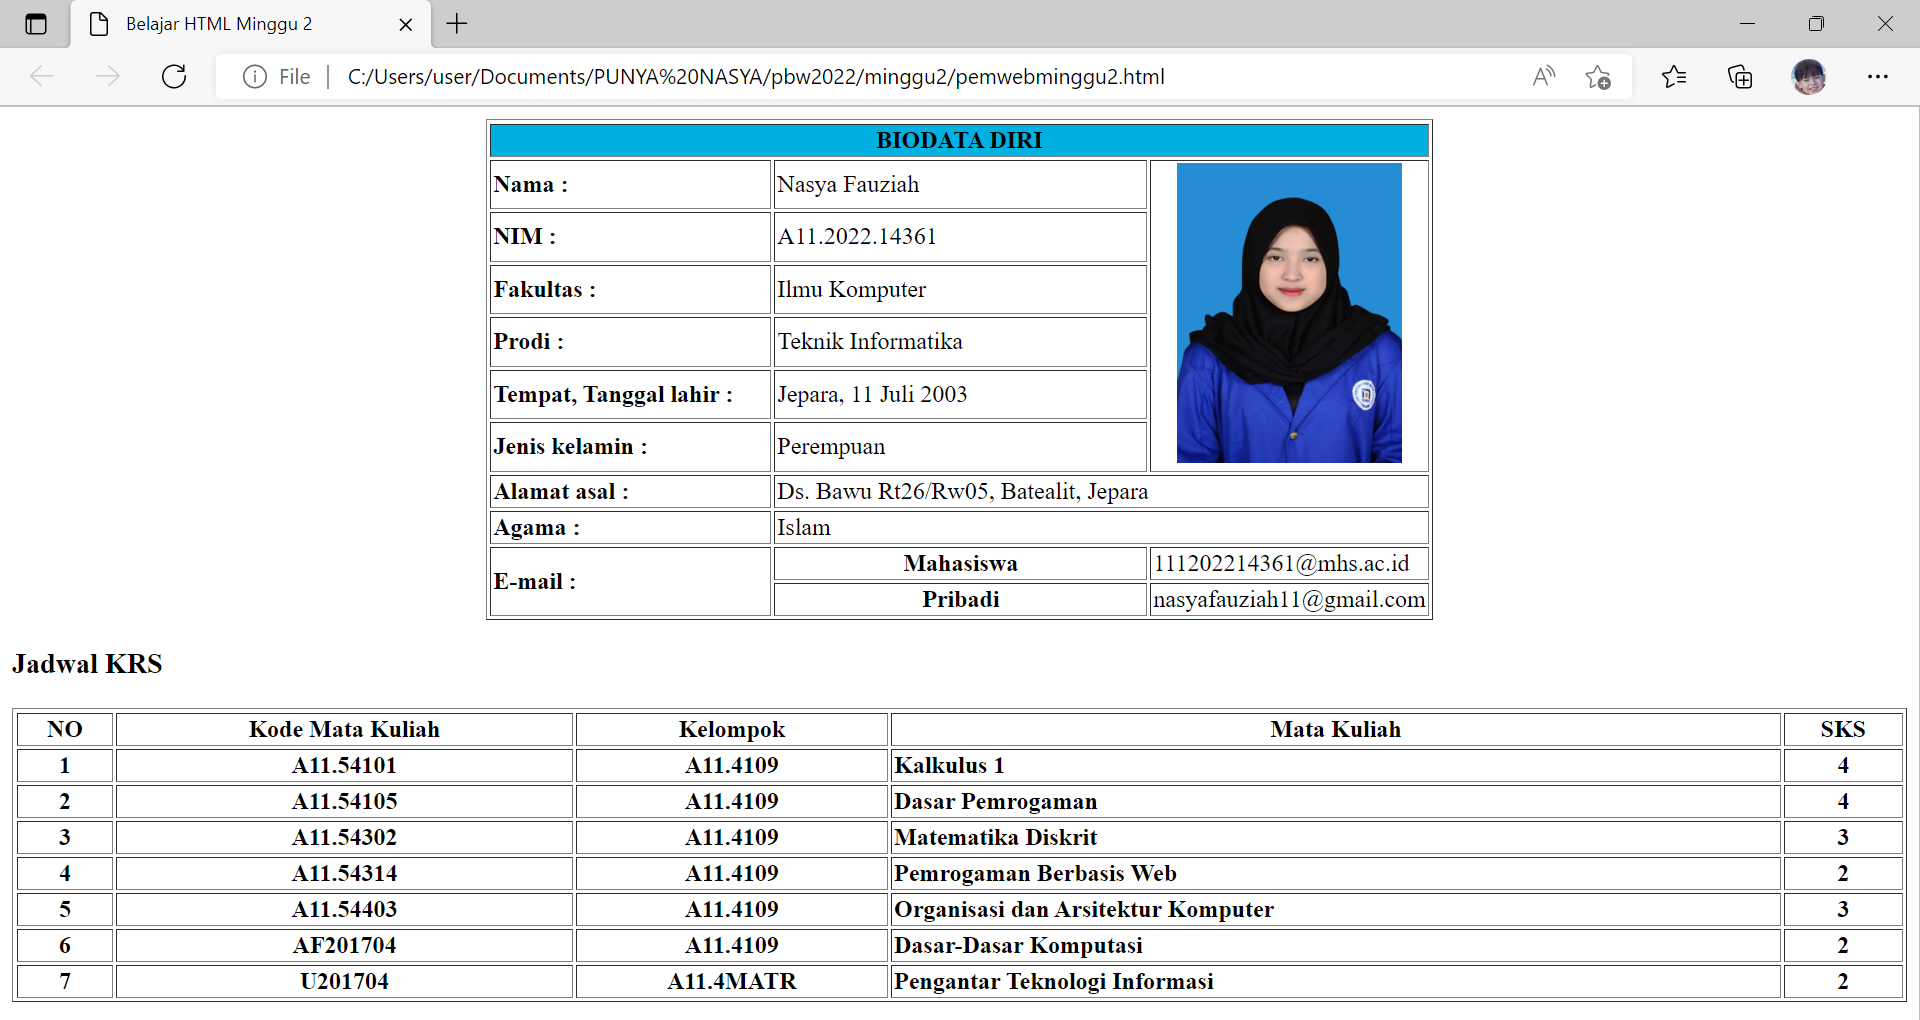 Belajar HTML Minggu 2
File
C:/Users/user/Documents/PUNYA%20NASYA/pbw2022/minggu2/pemwebminggu2.html
BIODATA DIRI
Nama : Nasya Fauziah
NIM : A11.2022.14361
Fakultas : Ilmu Komputer
Prodi : Teknik Informatika
Tempat, Tanggal lahir : Jepara, 11 Juli 2003
Jenis kelamin : Perempuan
Alamat asal : Ds. Bawu Rt26/Rw05, Batealit, Jepara
Agama : Islam
E-mail : Mahasiswa 111202214361@mhs.ac.id
Pribadi nasyafauziah11@gmail.com
Jadwal KRS
NO Kode Mata Kuliah Kelompok Mata Kuliah SKS
1 A11.54101 A11.4109 Kalkulus 1 4
2 A11.54105 A11.4109 Dasar Pemrogaman 4
3 A11.54302 A11.4109 Matematika Diskrit 3
4 A11.54314 A11.4109 Pemrogaman Berbasis Web 2
5 A11.54403 A11.4109 Organisasi dan Arsitektur Komputer 3
6 AF201704 A11.4109 Dasar-Dasar Komputasi 2
7 U201704 A11.4MATR Pengantar Teknologi Informasi 2